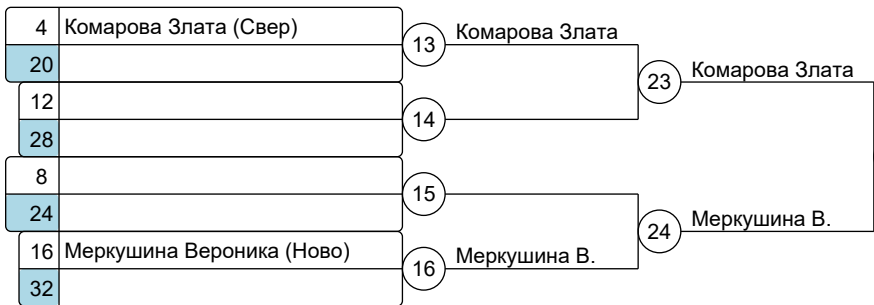 4 Комарова Злата (Свер)
20
13 Комарова Злата
12
28
14
23 Комарова Злата
8
24
15
16 Меркушина Вероника (Ново)
32
16 Меркушина В.
24 Меркушина В.